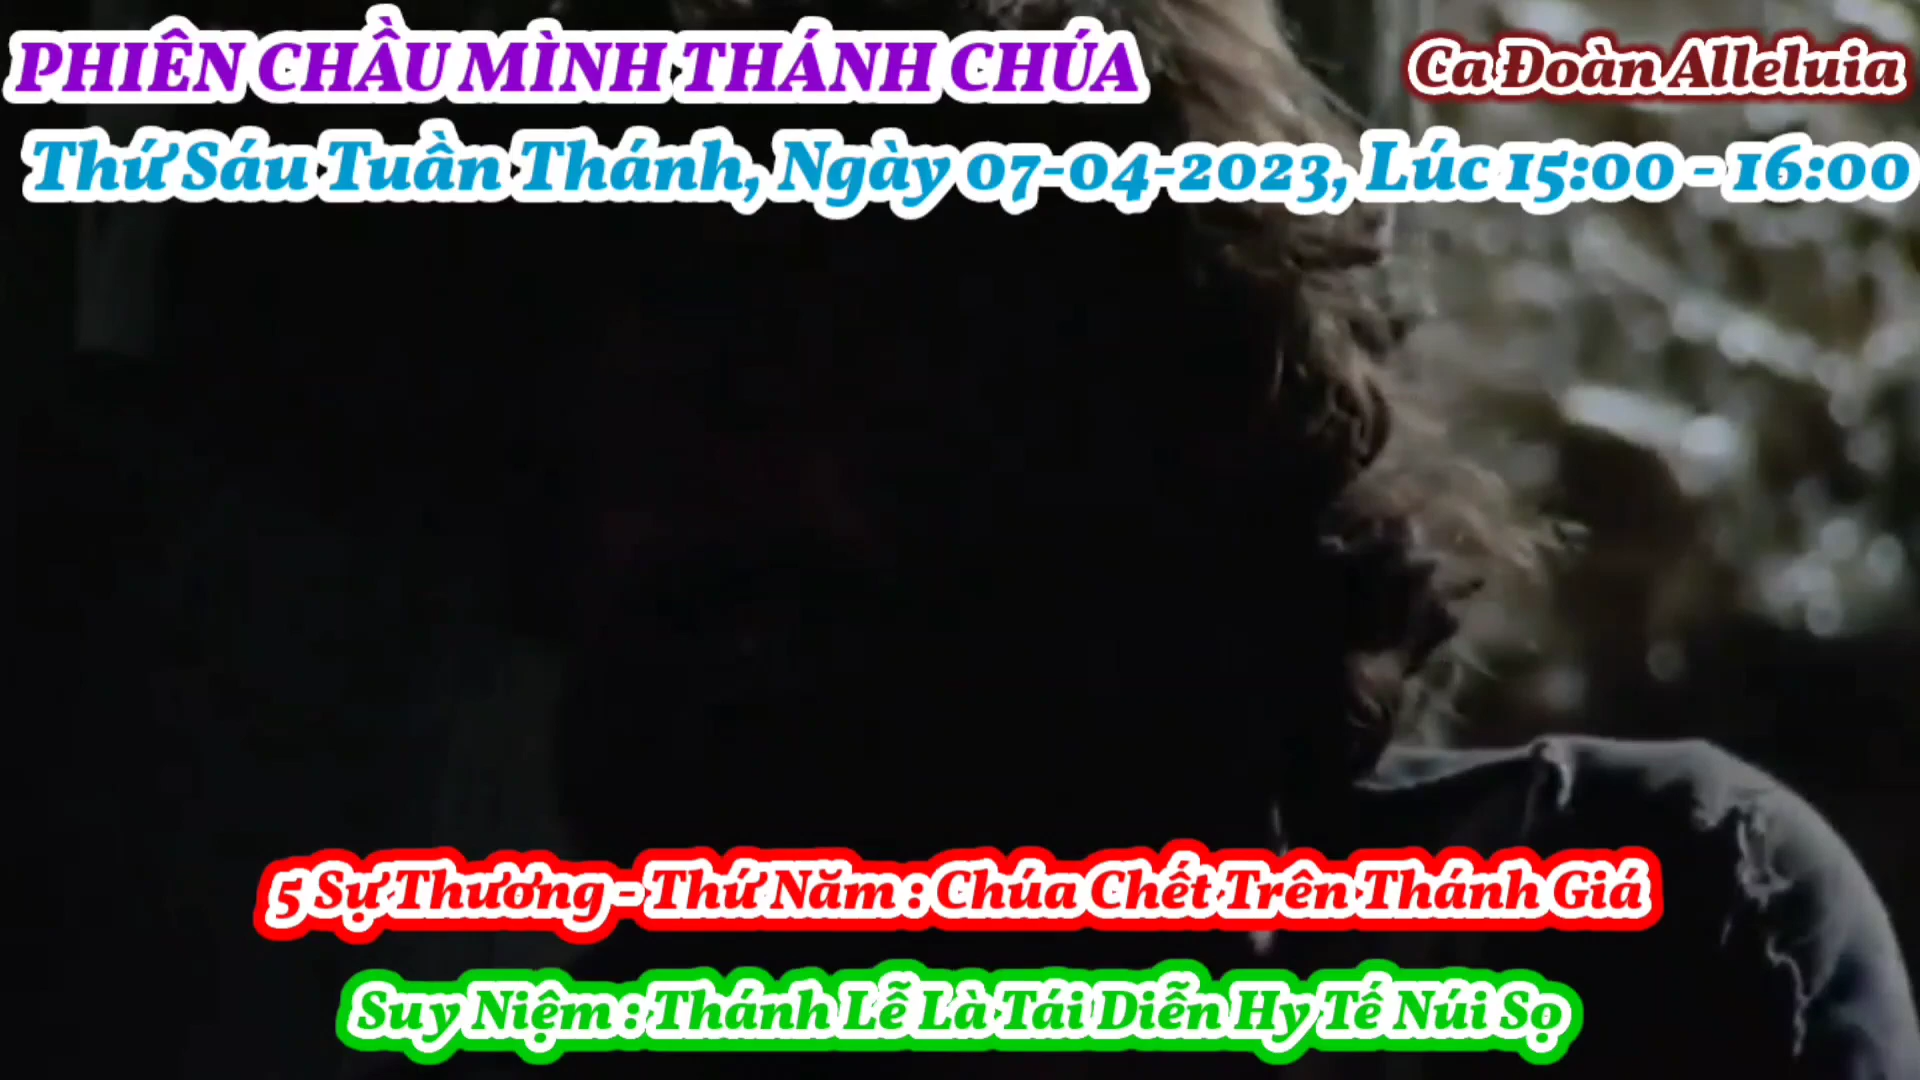 PHIÊN CHẦU MÌNH THÁNH CHÚA
Ca Đoàn Alleluia
Thứ Sáu Tuần Thánh, Ngày 07-04-2023, Lúc 15:00 - 16:00
5 Sự Thương - Thứ Năm : Chúa Chết Trên Thánh Giá
Suy Niệm : Thánh Lễ Là Tái Diễn Hy Tế Núi Sọ